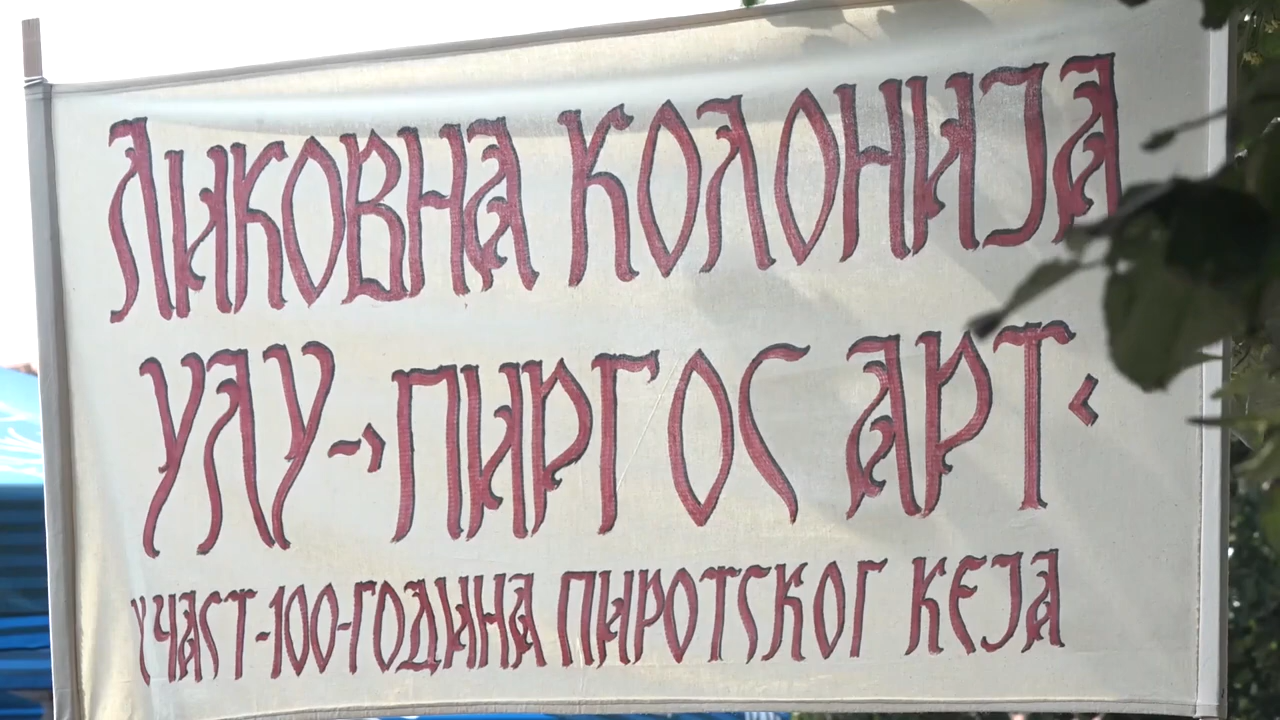 ЛИКОВНА КОЛОНИЈА
УЛУ-›ПИРГОС АРТ‹
У ЧАСТ-100-ГОДИНА ПИРОТСКОГ КЕЈА